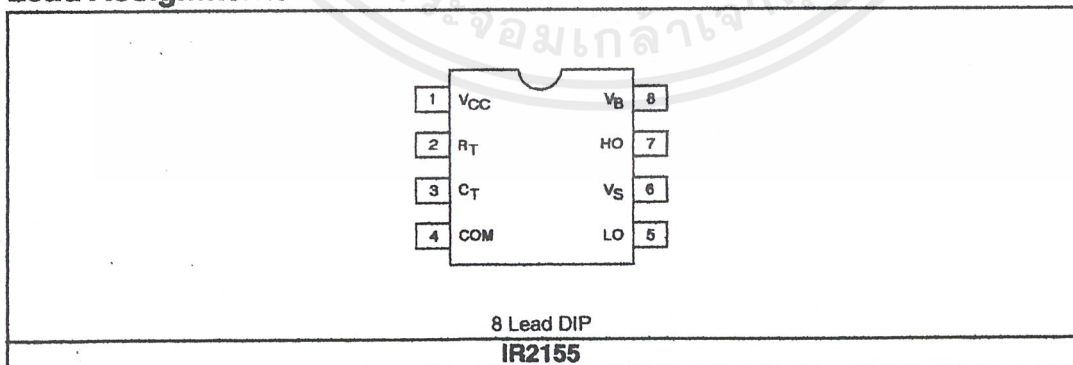 1 VCC VB 8
2 RT HO 7
3 CT VS 6
4 COM LO 5
8 Lead DIP
IR2155